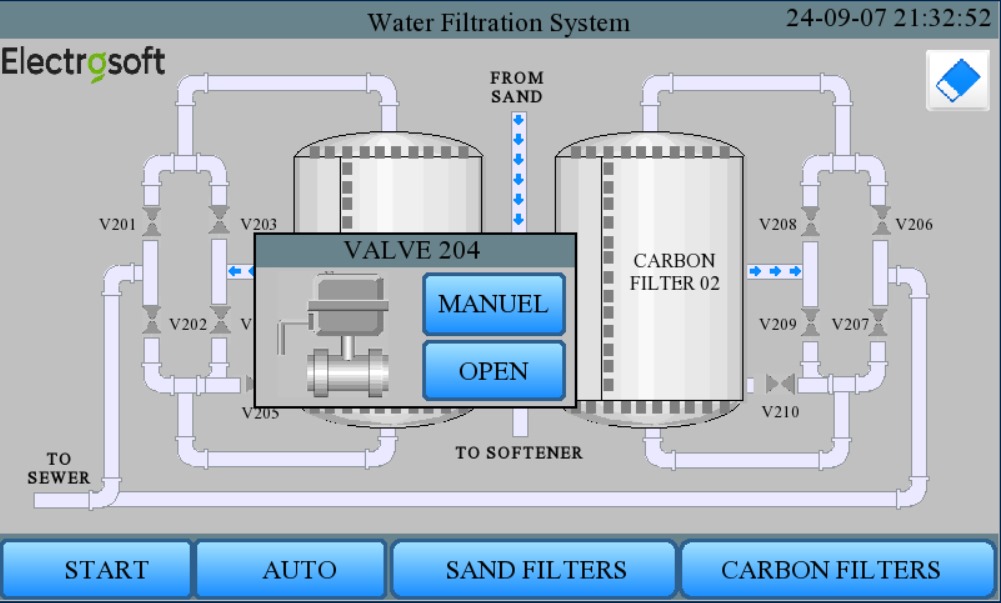 Water Filtration System
24-09-07 21:32:52
Electrosoft
FROM
SAND
V201
V203
V208
V206
VALVE 204
MANUEL
OPEN
CARBON
FILTER 02
V202
V
V209
V207
V205
V210
TO SOFTENER
TO
SEWER
START
AUTO
SAND FILTERS
CARBON FILTERS